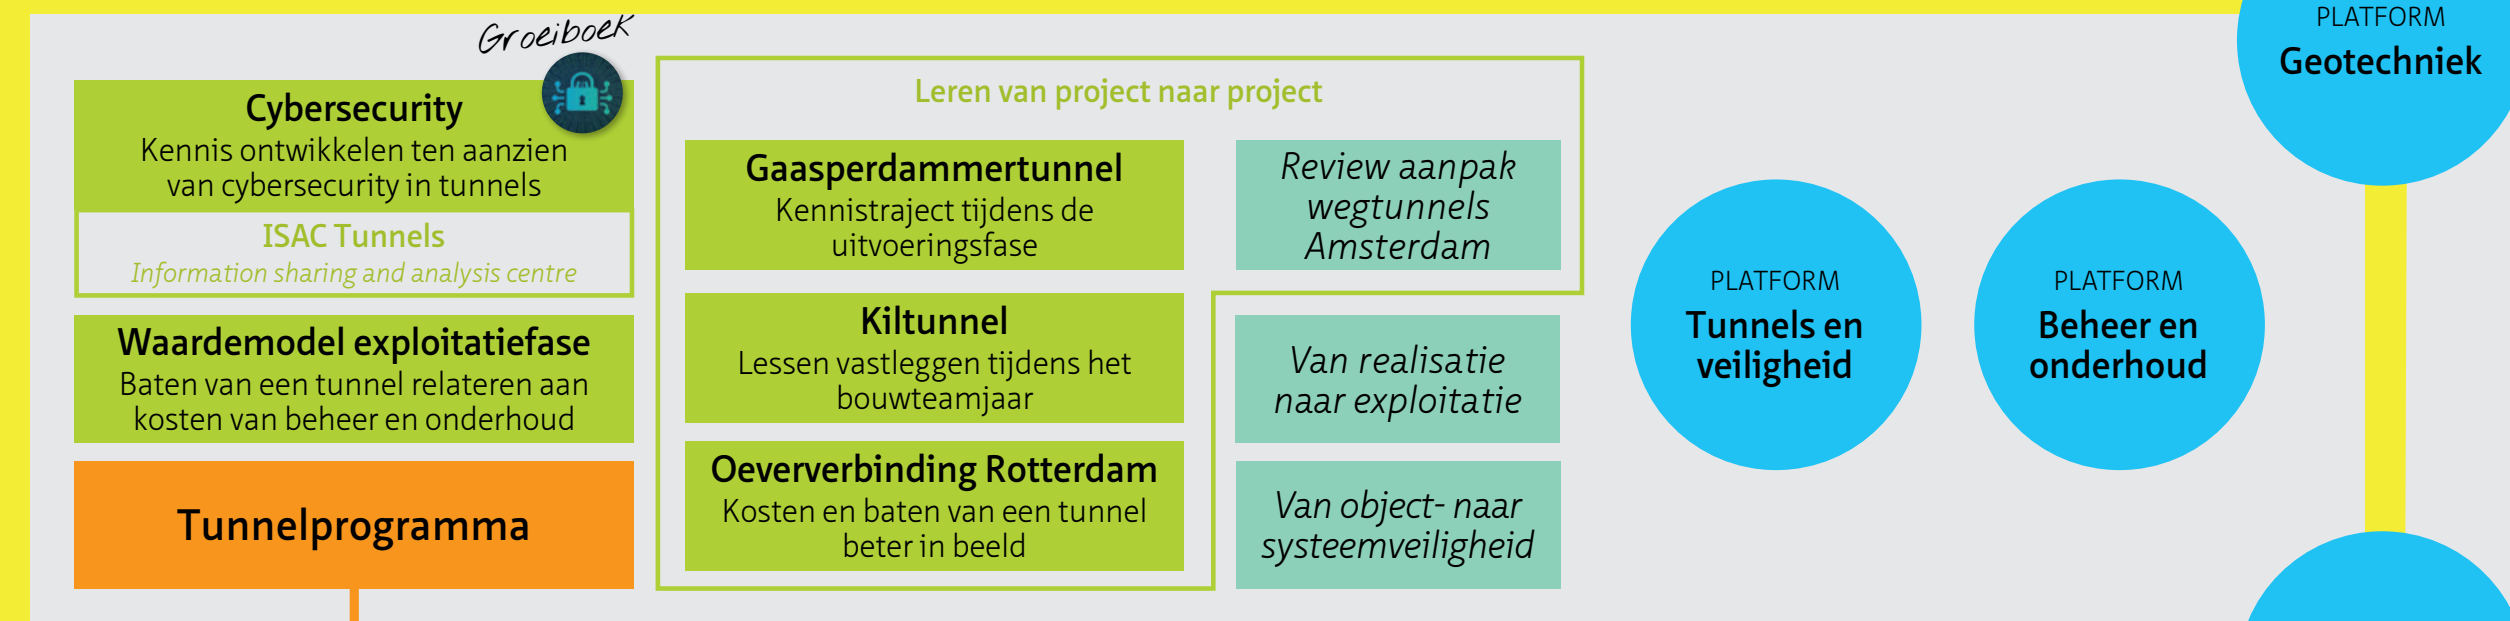 Groeiboek
Cybersecurity
Kennis ontwikkelen ten aanzien
van cybersecurity in tunnels
ISAC Tunnels
Information sharing and analysis centre
Waardemodel exploitatiefase
Baten van een tunnel relateren aan
kosten van beheer en onderhoud
Tunnelprogramma
Leren van project naar project
Gaasperdammertunnel
Kennistraject tijdens de
uitvoeringsfase
Kiltunnel
Lessen vastleggen tijdens het
bouwteamjaar
Oeververbinding Rotterdam
Kosten en baten van een tunnel
beter in beeld
Review aanpak
wegtunnels
Amsterdam
Van realisatie
naar exploitatie
Van object- naar
systeemveiligheid
PLATFORM
Tunnels en
veiligheid
PLATFORM
Beheer en
onderhoud
PLATFORM
Geotechniek